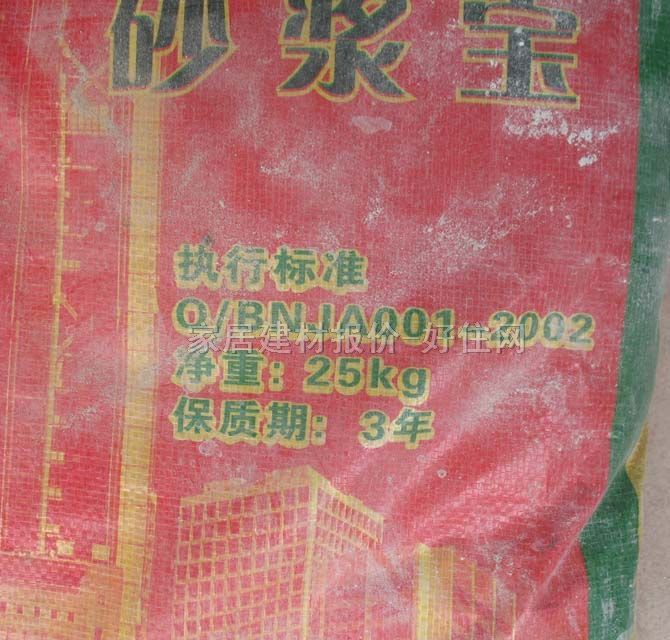 砂浆宝
执行标准
Q/BNJA001-2002
家居建材报价-好住网
净重：25kg
保质期：3年